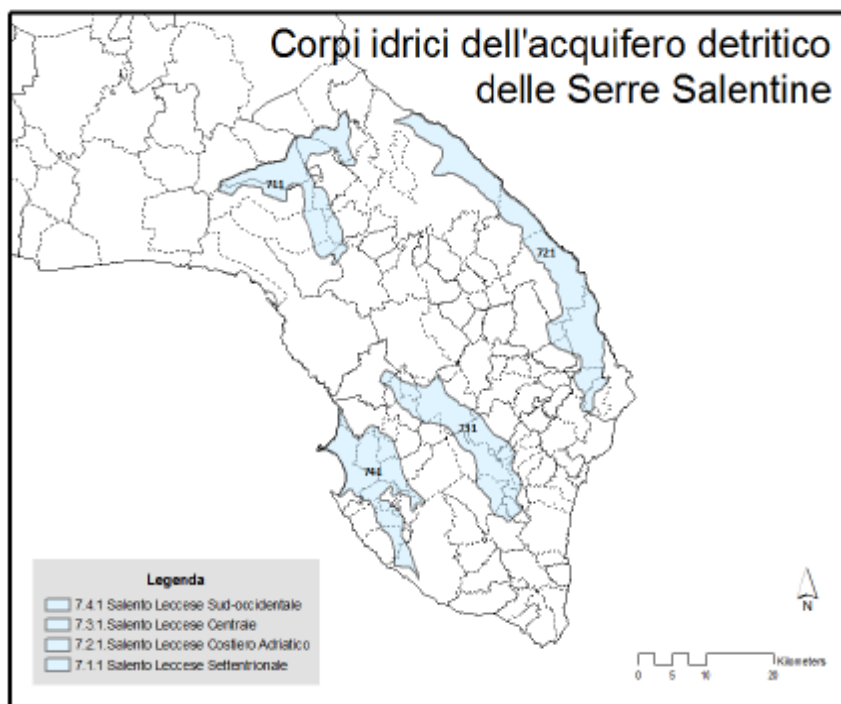 Corpi idrici dell'acquifero detritico
delle Serre Salentine
711
721
731
741
Legenda
7.4.1 Salento Leccese Sud-occidentale
7.3.1.Salento Leccese Centrale
7.2.1.Salento Leccese Costiero Adriatico
7.1.1 Salento Leccese Settentrionale
N
Kilometers
0 5 10 20